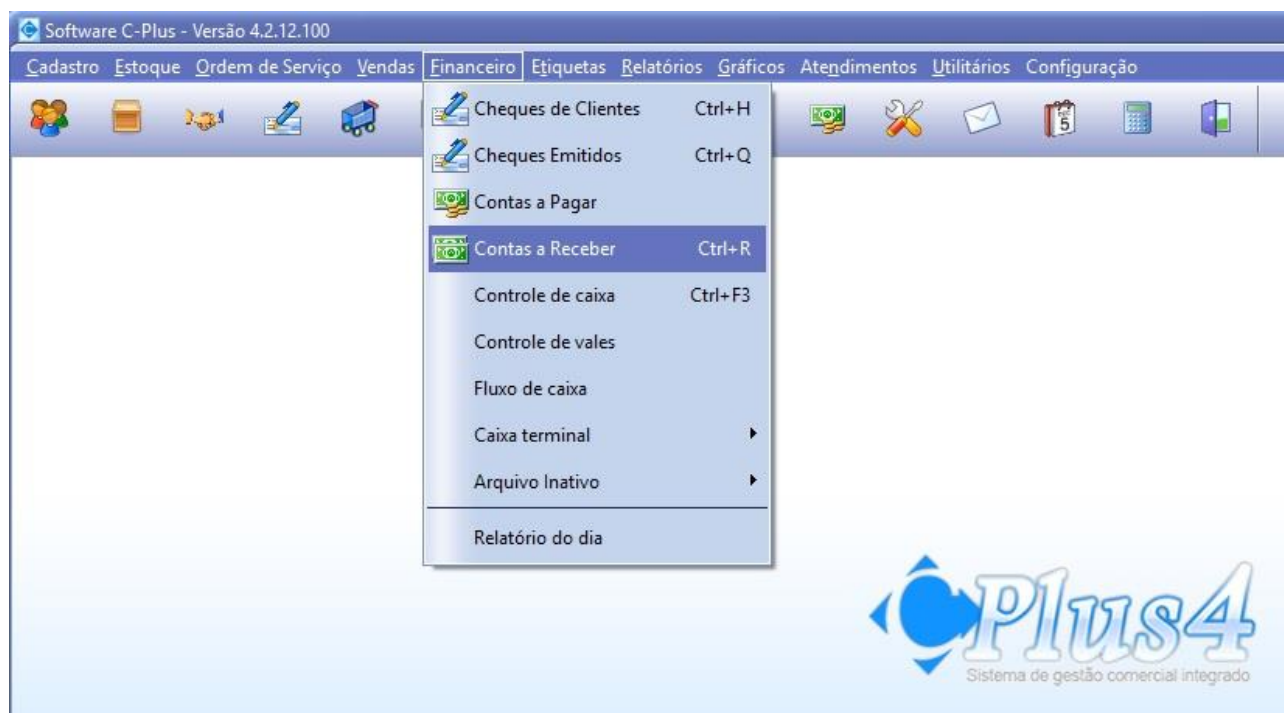 Software C-Plus - Versão 4.2.12.100
Cadastro Estoque Ordem de Serviço Vendas Financeiro Etiquetas Relatórios Gráficos Atendimentos Utilitários Configuração
Cheques de Clientes Ctrl+H
Cheques Emitidos Ctrl+Q
5
Contas a Pagar
Contas a Receber Ctrl+R
Controle de caixa Ctrl+F3
Controle de vales
Fluxo de caixa
Caixa terminal
Arquivo Inativo
Relatório do dia
CPlus4
Sistema de gestão comercial integrado